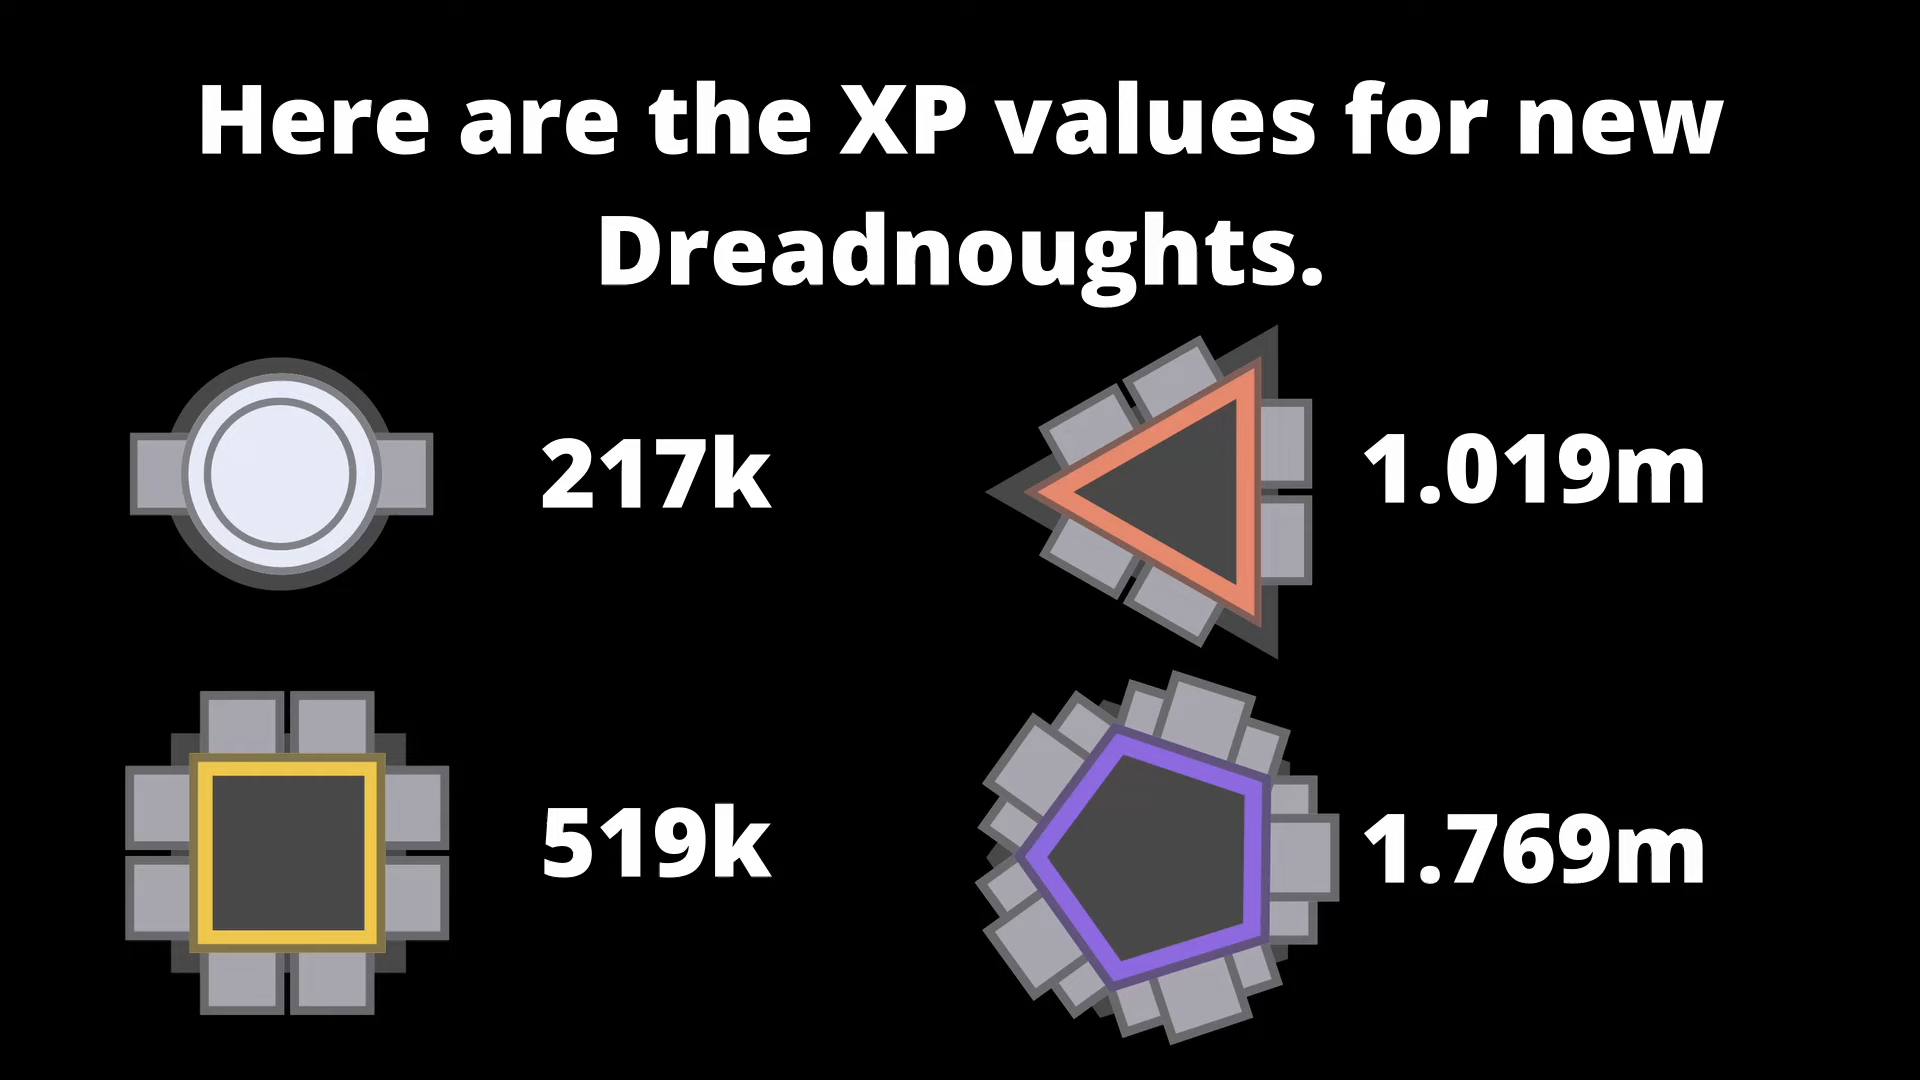 Here are the XP values for new
Dreadnoughts.
217k
1.019m
519k
1.769m